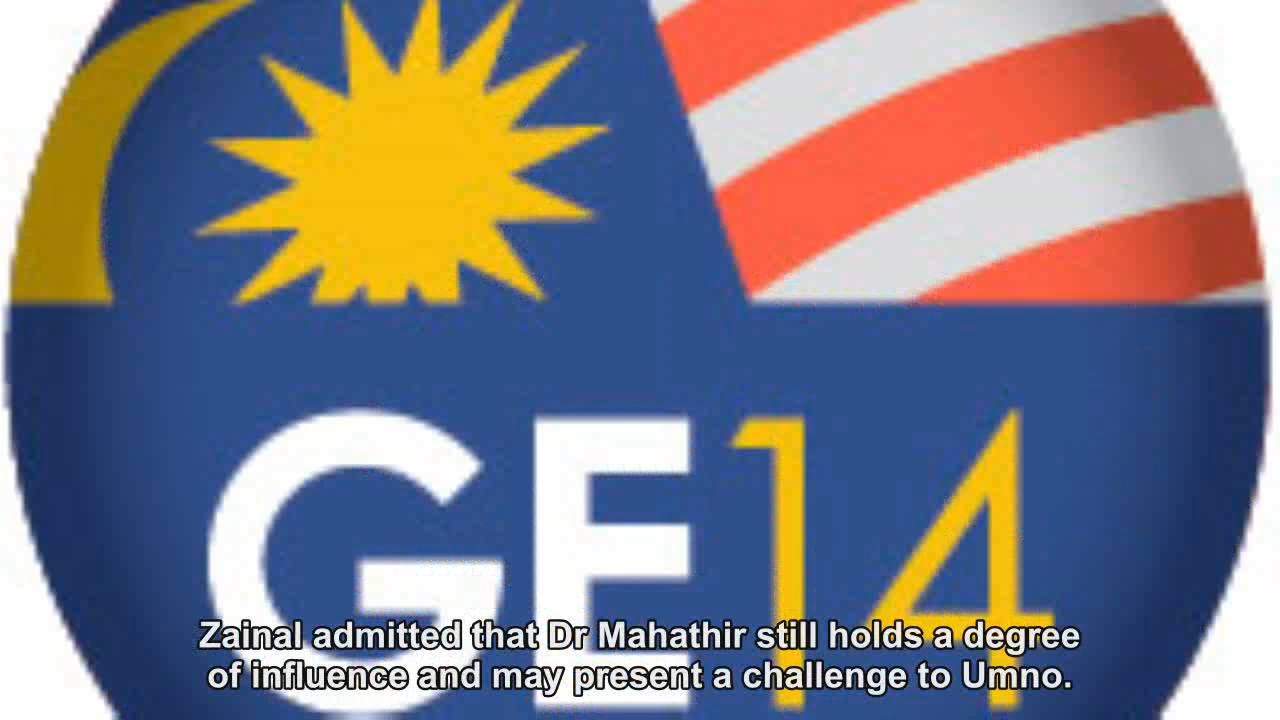 GE14
Zainal admitted that Dr Mahathir still holds a degree
of influence and may present a challenge to Umno.